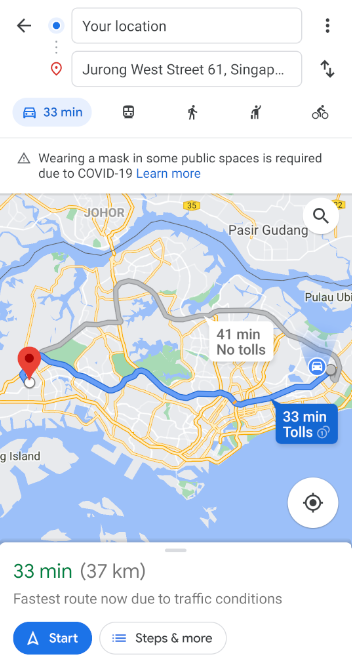 Your location
Jurong West Street 61, Singap...
33 min
Wearing a mask in some public spaces is required
due to COVID-19 Learn more
JOHOR
35
Pasir Gudang
Pulau Ubi
41 min
No tolls
33 min
Tolls
g Island
33 min (37 km)
Fastest route now due to traffic conditions
Start
Steps & more